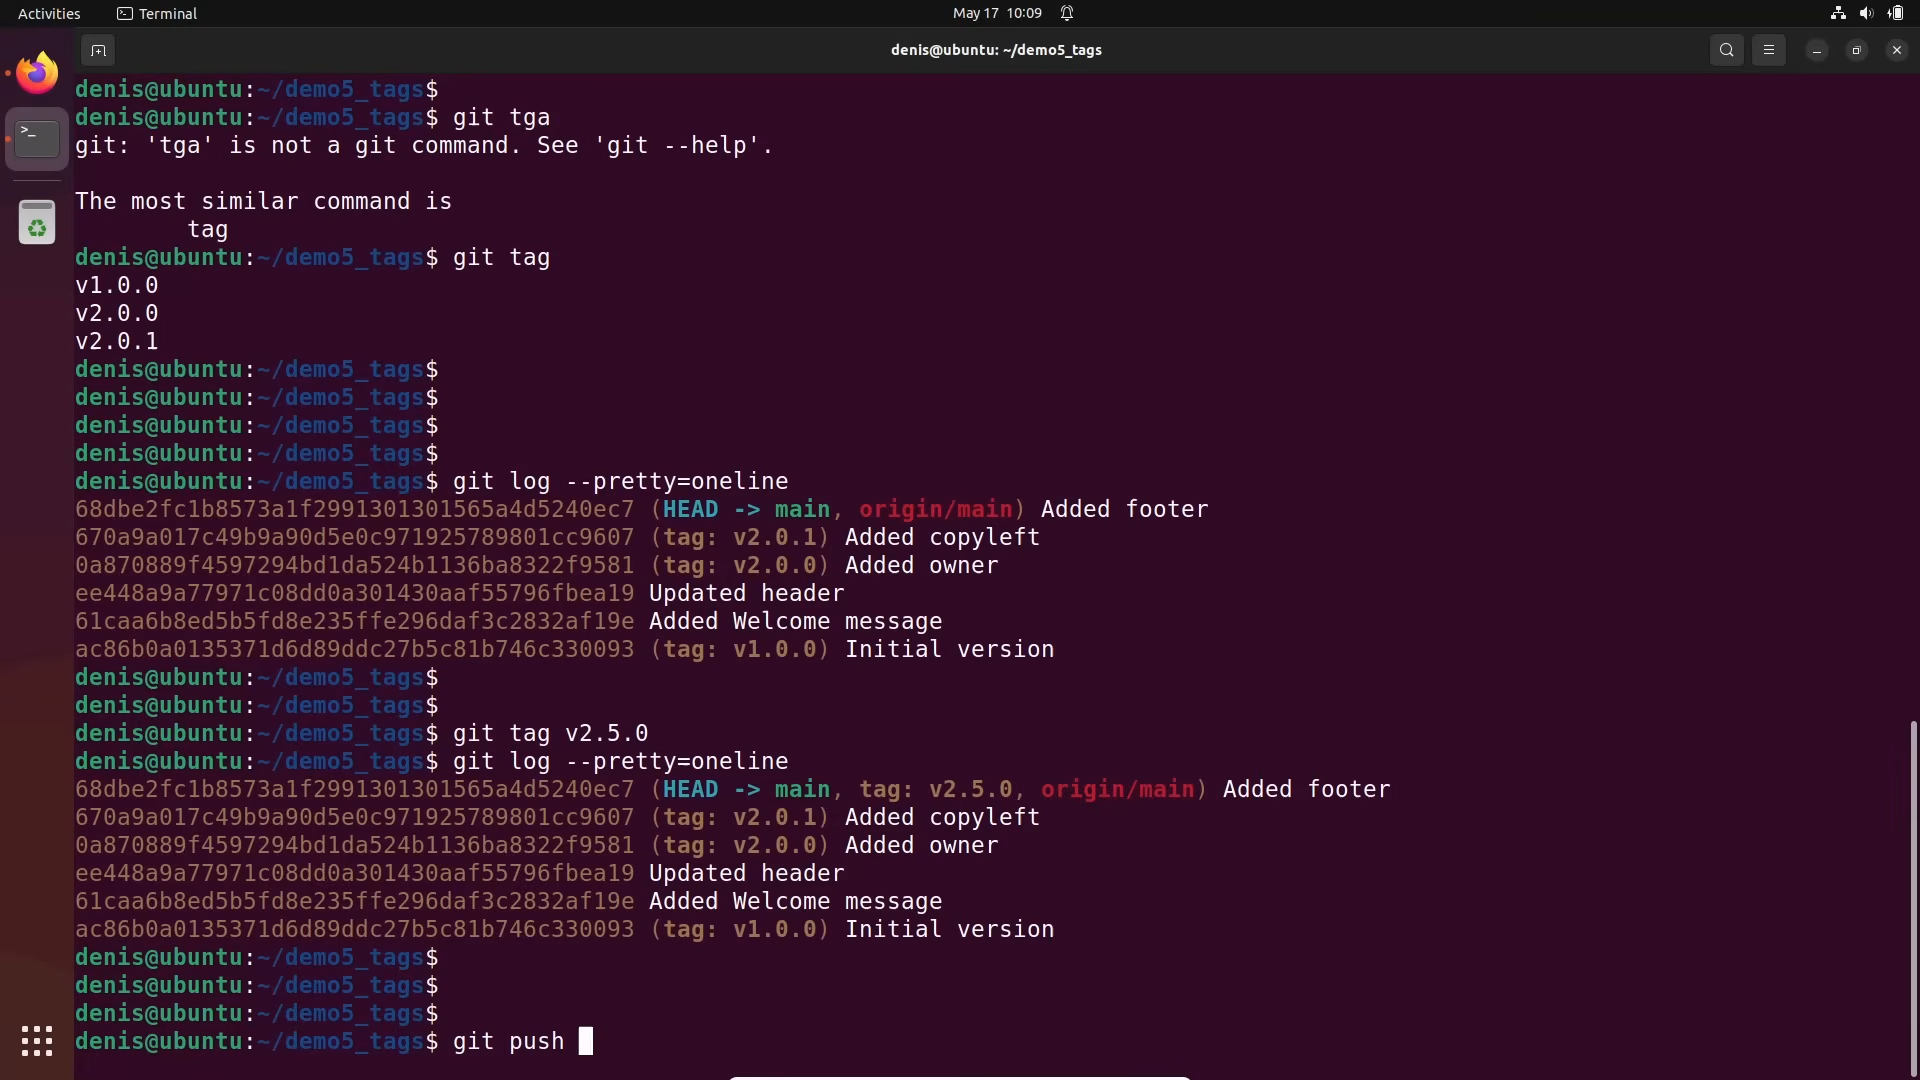 Activities Terminal May 17 10:09
denis@ubuntu: ~/demo5_tags
denis@ubuntu:~/demo5_tags$
denis@ubuntu:~/demo5_tags$ git tga
git: 'tga' is not a git command. See 'git --help'.
The most similar command is
tag
denis@ubuntu:~/demo5_tags$ git tag
v1.0.0
v2.0.0
v2.0.1
denis@ubuntu:~/demo5_tags$
denis@ubuntu:~/demo5_tags$
denis@ubuntu:~/demo5_tags$
denis@ubuntu:~/demo5_tags$
denis@ubuntu:~/demo5_tags$ git log --pretty=oneline
68dbe2fc1b8573a1f2991301301565a4d5240ec7 (HEAD -> main, origin/main) Added footer
670a9a017c49b9a90d5e0c971925789801cc9607 (tag: v2.0.1) Added copyleft
0a870889f4597294bd1da524b1136ba8322f9581 (tag: v2.0.0) Added owner
ee448a9a77971c08dd0a301430aaf55796fbea19 Updated header
61caa6b8ed5b5fd8e235ffe296daf3c2832af19e Added Welcome message
ac86b0a0135371d6d89ddc27b5c81b746c330093 (tag: v1.0.0) Initial version
denis@ubuntu:~/demo5_tags$
denis@ubuntu:~/demo5_tags$
denis@ubuntu:~/demo5_tags$ git tag v2.5.0
denis@ubuntu:~/demo5_tags$ git log --pretty=oneline
68dbe2fc1b8573a1f2991301301565a4d5240ec7 (HEAD -> main, tag: v2.5.0, origin/main) Added footer
670a9a017c49b9a90d5e0c971925789801cc9607 (tag: v2.0.1) Added copyleft
0a870889f4597294bd1da524b1136ba8322f9581 (tag: v2.0.0) Added owner
ee448a9a77971c08dd0a301430aaf55796fbea19 Updated header
61caa6b8ed5b5fd8e235ffe296daf3c2832af19e Added Welcome message
ac86b0a0135371d6d89ddc27b5c81b746c330093 (tag: v1.0.0) Initial version
denis@ubuntu:~/demo5_tags$
denis@ubuntu:~/demo5_tags$
denis@ubuntu:~/demo5_tags$
denis@ubuntu:~/demo5_tags$ git push